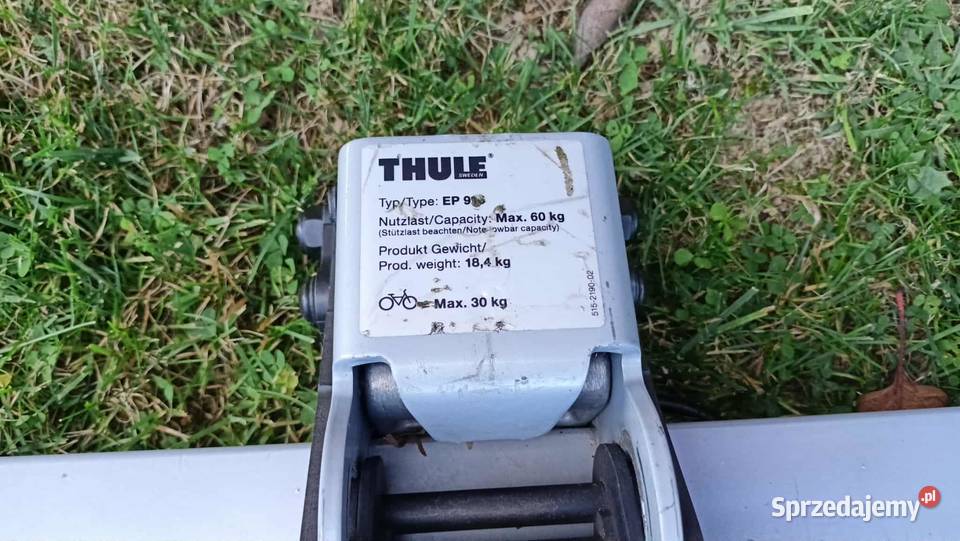 THULE®
SWEDEN
Typ/Type: EP
Nutzlast/Capacity: Max. 60 kg
(Stützlast beachten/Note towbar capacity)
Produkt Gewicht/
Prod. weight: 18,4 kg
Max. 30 kg
515-2190-02
Sprzedajemy.pl